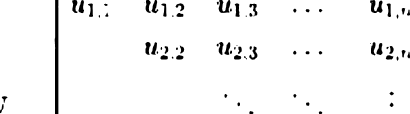 u1,1 u1,2 u1,3 … u1,n
u2,2 u2,3 … u2,n
⋱ ⋱ ⋮